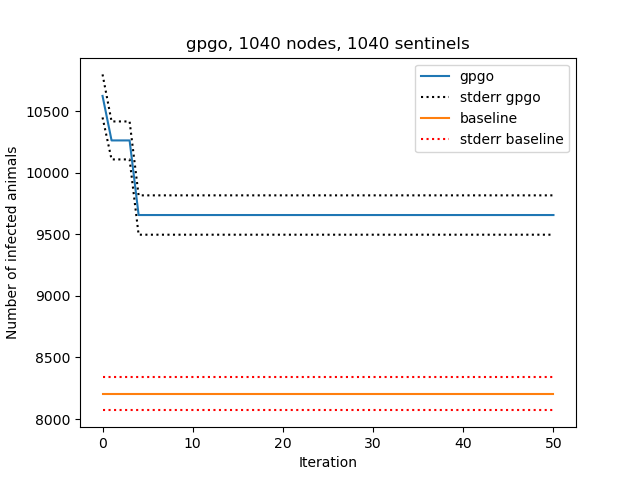 gpgo, 1040 nodes, 1040 sentinels
gpgo
stderr gpgo
baseline
stderr baseline
Number of infected animals
10500
10000
9500
9000
8500
8000
0 10 20 30 40 50
Iteration